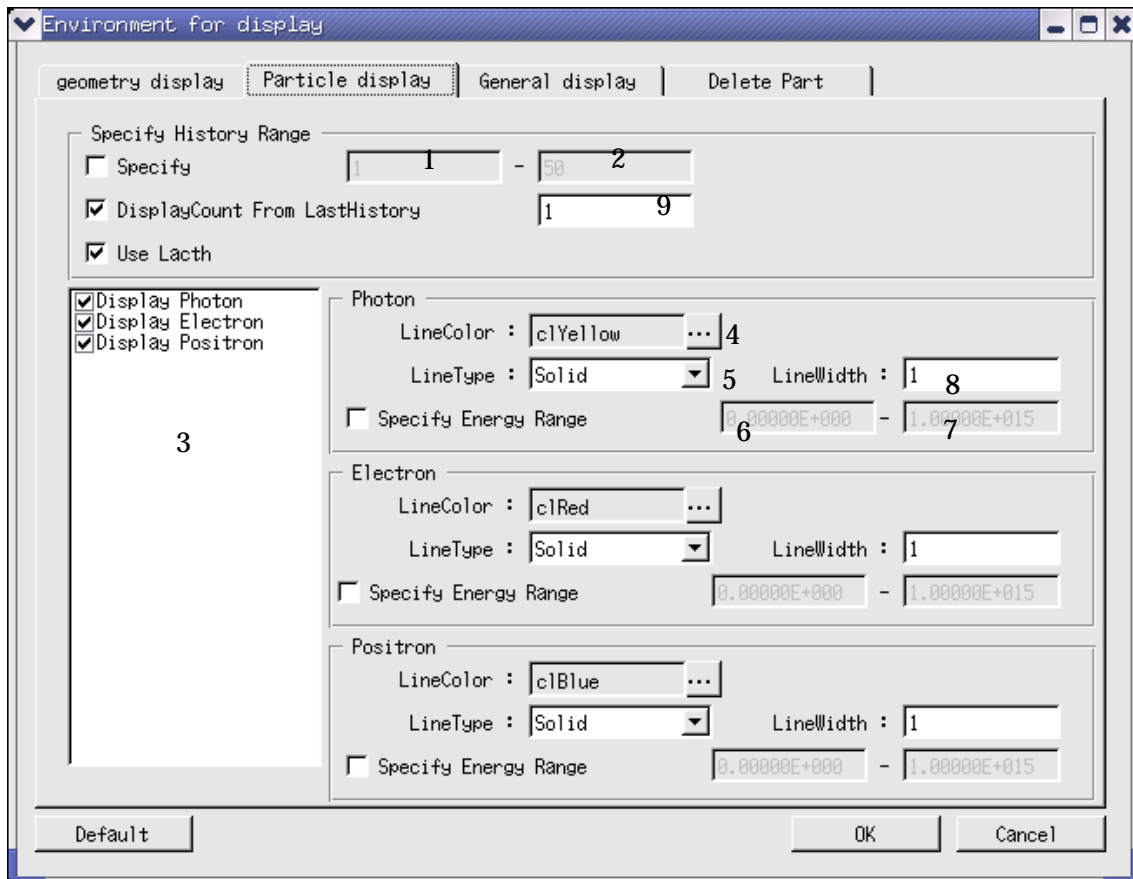 Environment for display
geometry display Particle display General display Delete Part
Specify History Range
Specify 1 1 - 50 2
DisplayCount From LastHistory 1 9
Use Lacth
Display Photon
Display Electron
Display Positron
3
Photon
LineColor : clYellow ... 4
LineType : Solid 5 LineWidth : 1 8
Specify Energy Range 0.00000E+000 6 - 1.00000E+015 7
Electron
LineColor : clRed ...
LineType : Solid LineWidth : 1
Specify Energy Range 0.00000E+000 - 1.00000E+015
Positron
LineColor : clBlue ...
LineType : Solid LineWidth : 1
Specify Energy Range 0.00000E+000 - 1.00000E+015
Default OK Cancel